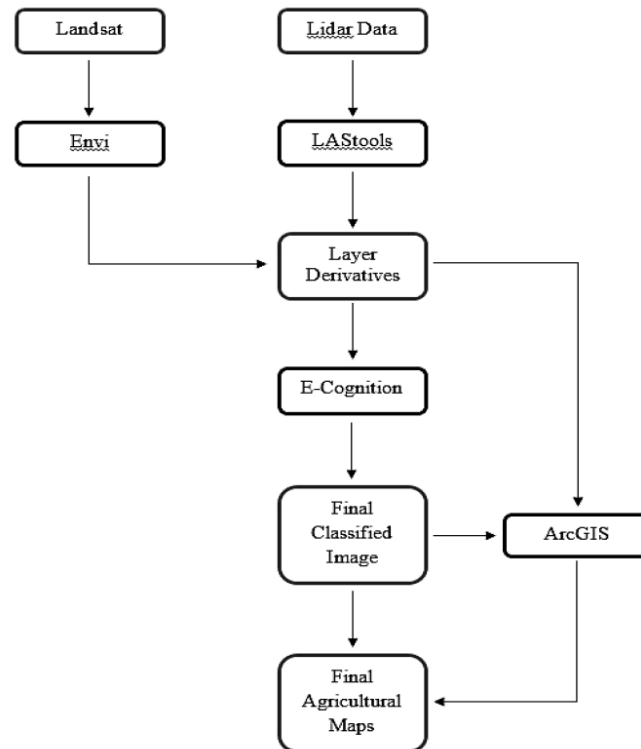 Landsat
Lidar Data
Envi
LAStools
Layer
Derivatives
E-Cognition
Final
Classified
Image
ArcGIS
Final
Agricultural
Maps